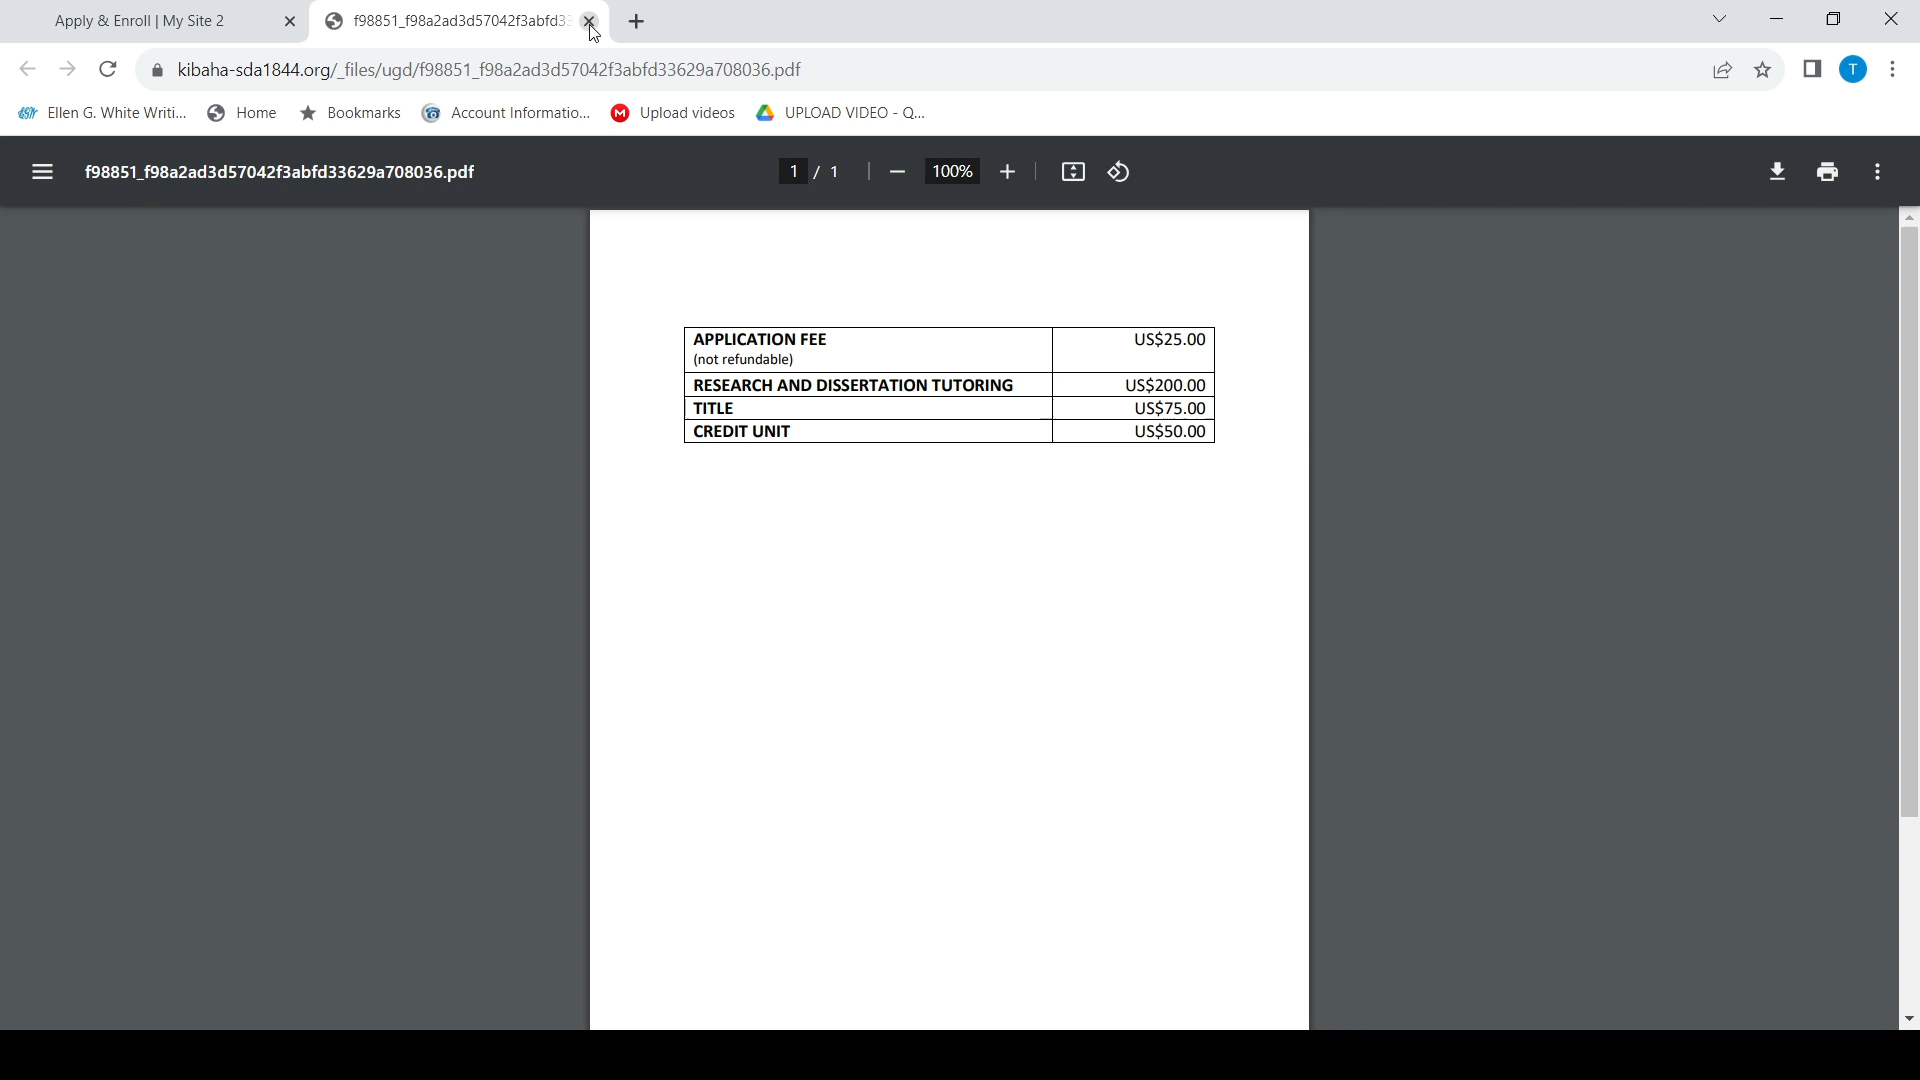 Apply & Enroll | My Site 2
f98851_f98a2ad3d57042f3abfd33
kibaha-sda1844.org/_files/ugd/f98851_f98a2ad3d57042f3abfd33629a708036.pdf
T
Ellen G. White Writi...
Home
Bookmarks
Account Informatio...
M
Upload videos
UPLOAD VIDEO - Q...
f98851_f98a2ad3d57042f3abfd33629a708036.pdf
1 / 1
100%
APPLICATION FEE US$25.00
(not refundable)
RESEARCH AND DISSERTATION TUTORING US$200.00
TITLE US$75.00
CREDIT UNIT US$50.00